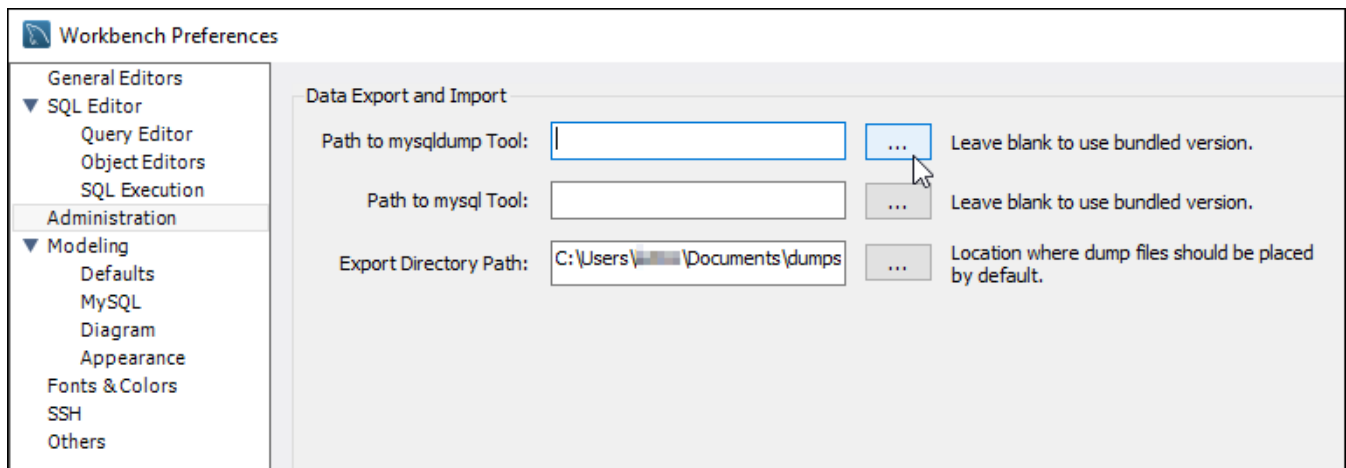 Workbench Preferences
General Editors
SQL Editor
Query Editor
Object Editors
SQL Execution
Administration
Modeling
Defaults
MySQL
Diagram
Appearance
Fonts & Colors
SSH
Others
Data Export and Import
Path to mysqldump Tool: ... Leave blank to use bundled version.
Path to mysql Tool: ... Leave blank to use bundled version.
Export Directory Path: C:\Users\ \Documents\dumps ... Location where dump files should be placed
by default.